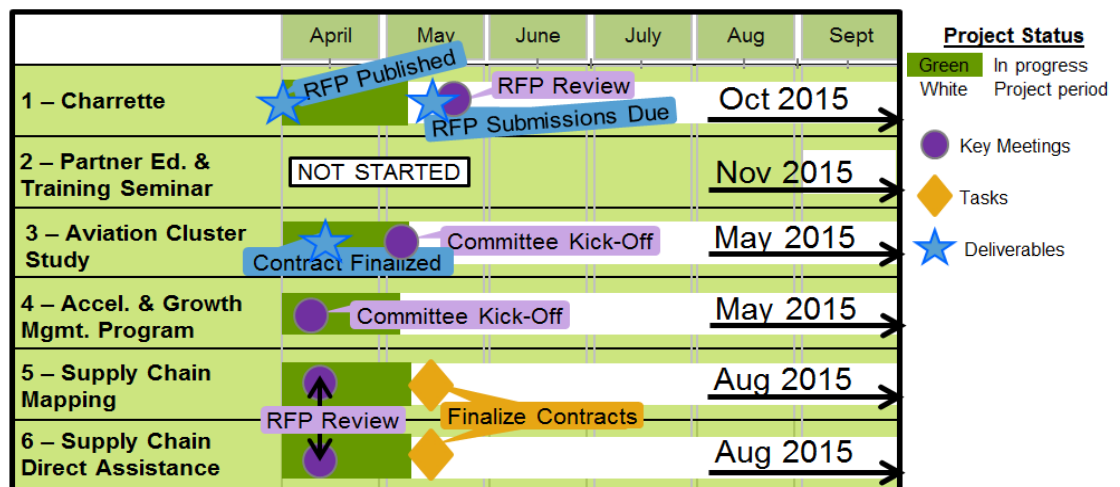 April May June July Aug Sept
Project Status
Green In progress
White Project period
Key Meetings
Tasks
Deliverables
1 – Charrette
RFP Published
RFP Review
RFP Submissions Due
Oct 2015
2 – Partner Ed. &
Training Seminar
NOT STARTED
Nov 2015
3 – Aviation Cluster
Study
Contract Finalized
Committee Kick-Off
May 2015
4 – Accel. & Growth
Mgmt. Program
Committee Kick-Off
May 2015
5 – Supply Chain
Mapping
RFP Review
Finalize Contracts
Aug 2015
6 – Supply Chain
Direct Assistance
Aug 2015